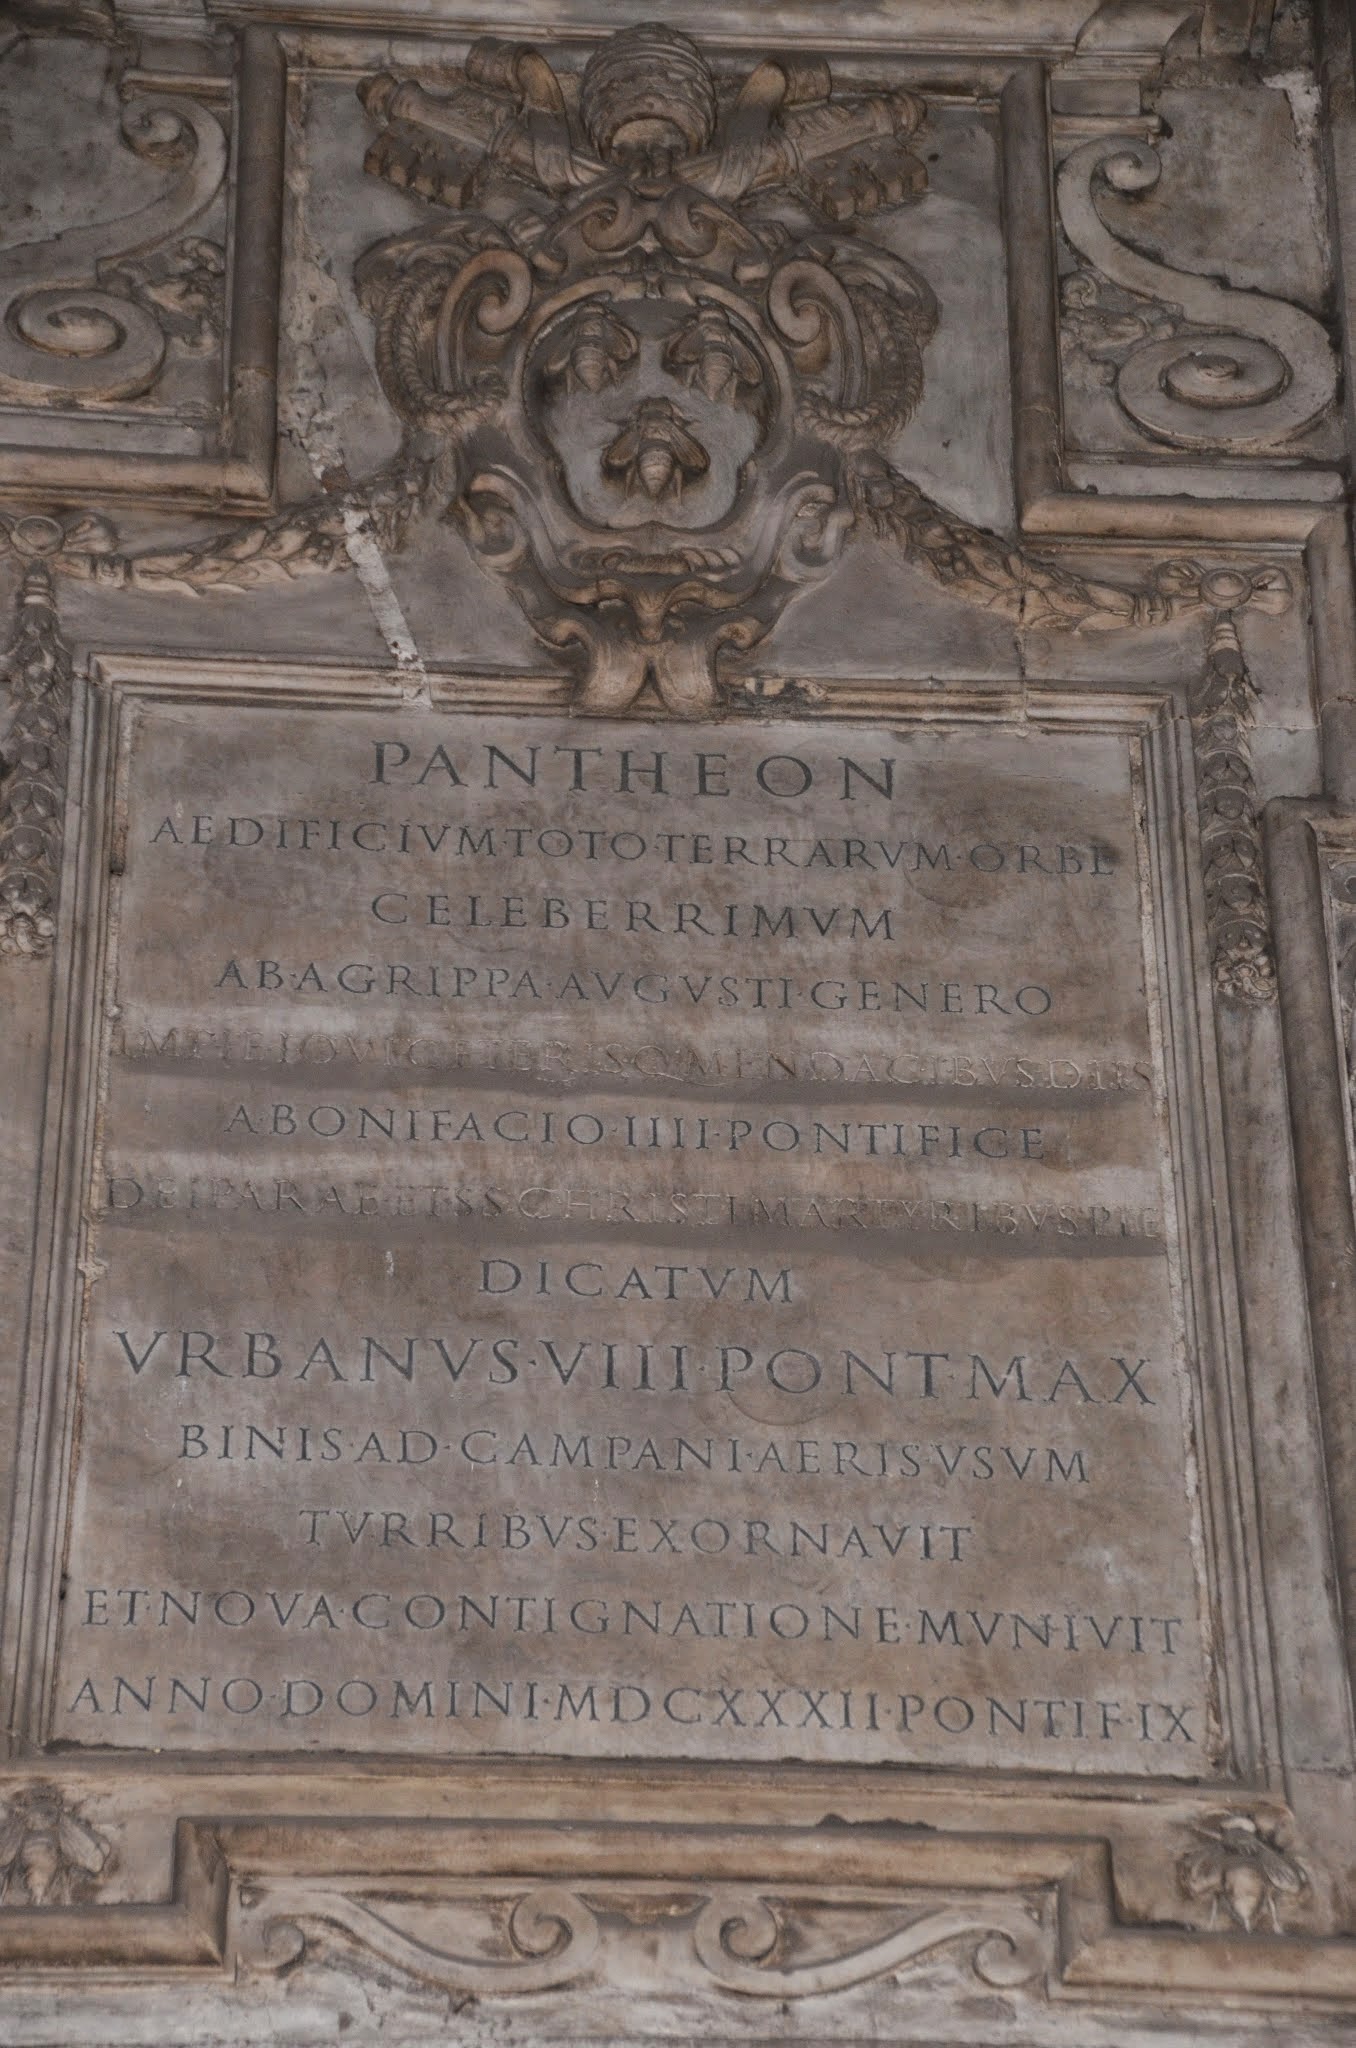 PANTHEON
AEDIFICIVM·TOTO·TERRARVM·ORBE
CELEBERRIMVM
AB·AGRIPPA·AVGVSTI·GENERO
IMPIE IOVI CETERISQ MENDACIBVS DIIS
A·BONIFACIO·IIII·PONTIFICE
DEIPARAE ET SS CHRISTI MARTYRIBVS PIE
DICATVM
VRBANVS·VIII·PONT·MAX
BINIS·AD·CAMPANI·AERIS·VSVM
TVRRIBVS·EXORNAVIT
ET·NOVA·CONTIGNATIONE·MVNIVIT
ANNO·DOMINI·MDCXXXII·PONTIF·IX